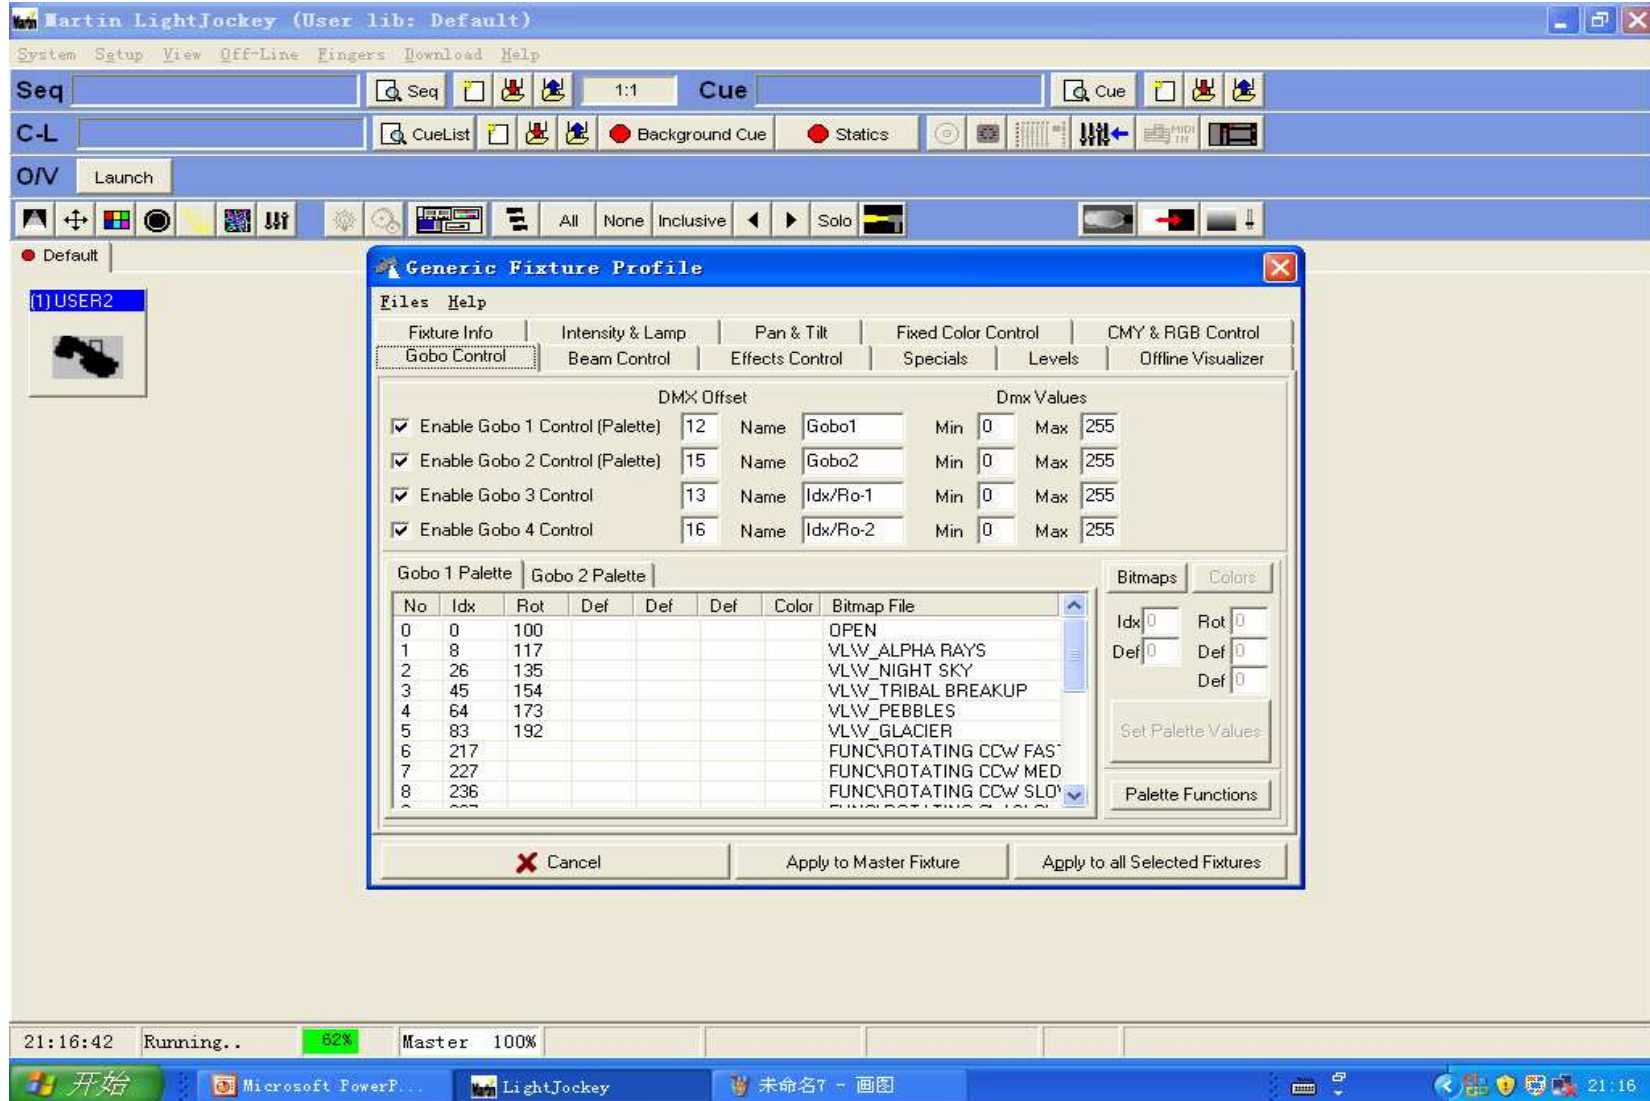 Martin LightJockey (User lib: Default)
System Setup View Off-Line Fingers Download Help
Seq Seq 1:1 Cue Cue
C-L CueList Background Cue Statics MIDI IN
O/V Launch
All None Inclusive Solo
Default
(1) USER2
Generic Fixture Profile
Files Help
Fixture Info Intensity & Lamp Pan & Tilt Fixed Color Control CMY & RGB Control
Gobo Control Beam Control Effects Control Specials Levels Offline Visualizer
DMX Offset Dmx Values
Enable Gobo 1 Control (Palette) 12 Name Gobo1 Min 0 Max 255
Enable Gobo 2 Control (Palette) 15 Name Gobo2 Min 0 Max 255
Enable Gobo 3 Control 13 Name Idx/Ro-1 Min 0 Max 255
Enable Gobo 4 Control 16 Name Idx/Ro-2 Min 0 Max 255
Gobo 1 Palette Gobo 2 Palette Bitmaps Colors
No Idx Rot Def Def Def Color Bitmap File
0 0 100 OPEN
1 8 117 VL\V_ALPHA RAYS
2 26 135 VL\V_NIGHT SKY
3 45 154 VL\V_TRIBAL BREAKUP
4 64 173 VL\V_PEBBLES
5 83 192 VL\V_GLACIER
6 217 FUNC\ROTATING CCW FAS
7 227 FUNC\ROTATING CCW MED
8 236 FUNC\ROTATING CCW SLO
Idx 0 Rot 0
Def 0 Def 0
Def 0
Set Palette Values
Palette Functions
Cancel Apply to Master Fixture Apply to all Selected Fixtures
21:16:42 Running.. 62% Master 100%
开始 Microsoft PowerP... LightJockey 未命名7 - 画图 21:16